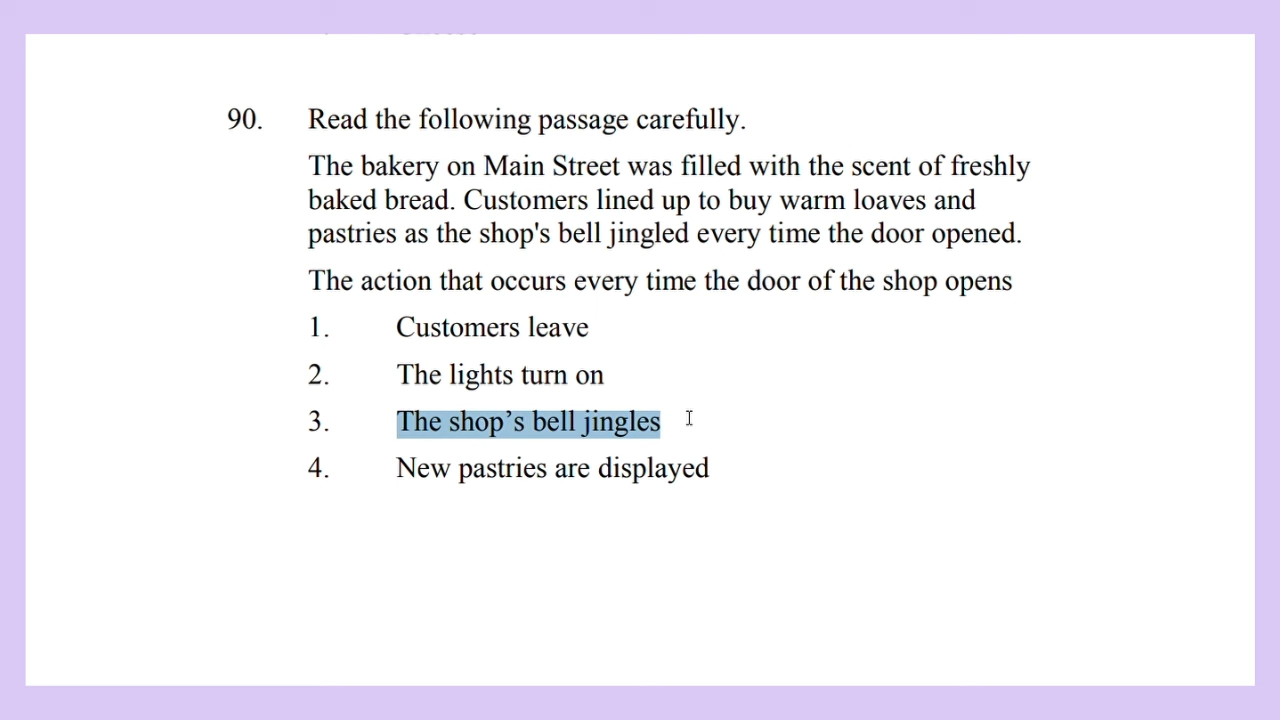 90. Read the following passage carefully.
The bakery on Main Street was filled with the scent of freshly
baked bread. Customers lined up to buy warm loaves and
pastries as the shop's bell jingled every time the door opened.
The action that occurs every time the door of the shop opens
1. Customers leave
2. The lights turn on
3. The shop’s bell jingles
4. New pastries are displayed